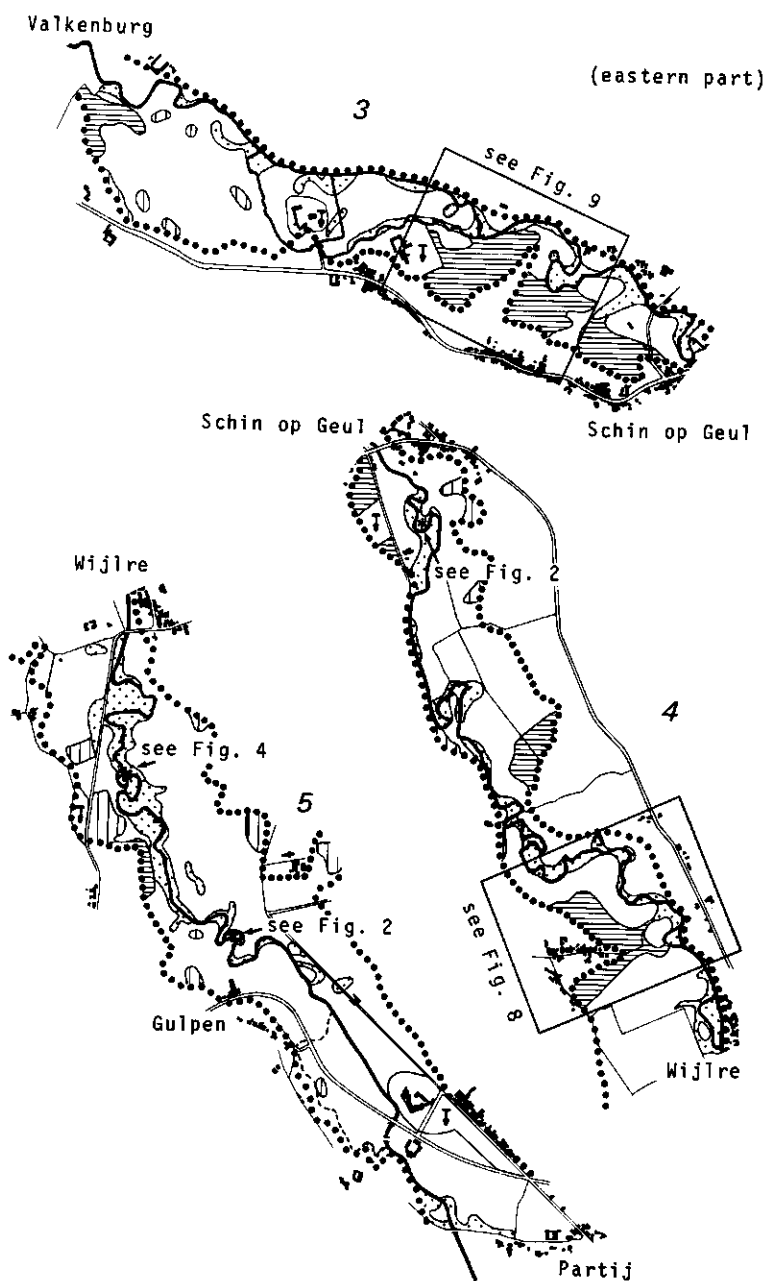 Valkenburg
(eastern part)
3
see Fig. 9
T
T
Schin op Geul
Schin op Geul
T
see Fig. 2
Wijlre
4
see Fig. 4
5
T
see Fig. 2
see Fig. 8
Gulpen
Wijlre
T
Partij